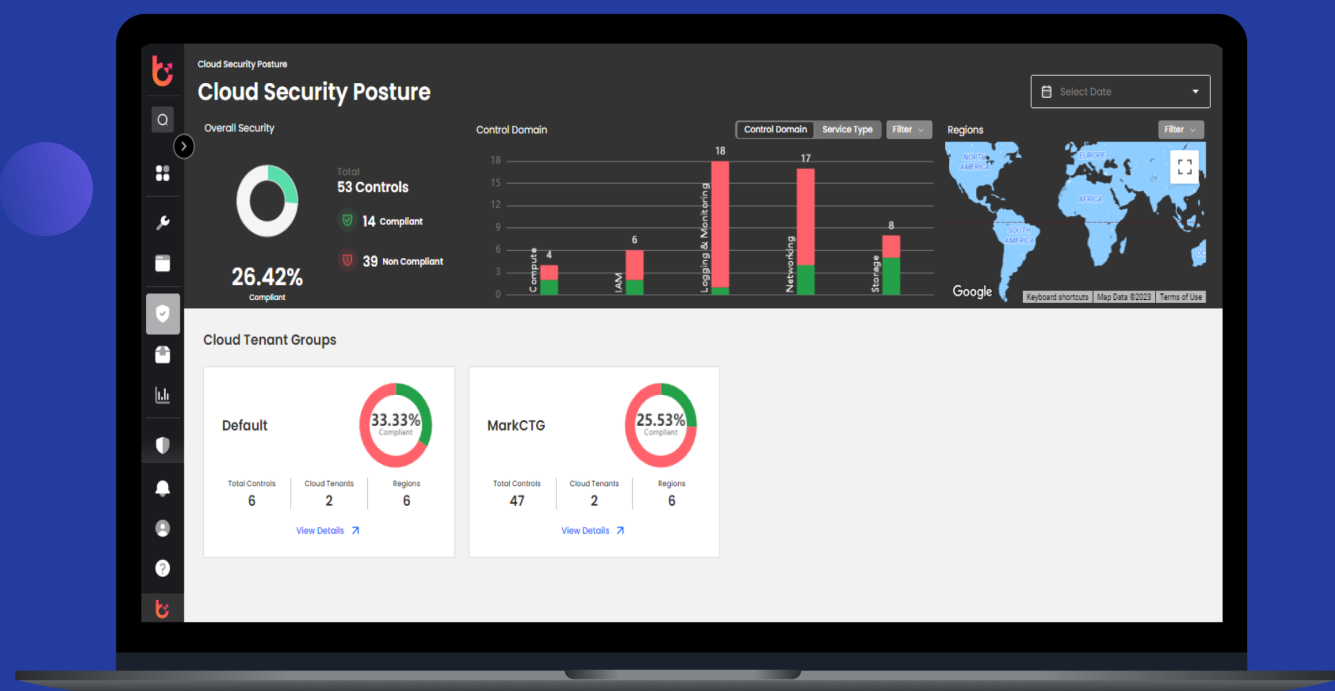 Cloud Security Posture
Cloud Security Posture
Select Date
Overall Security
Total
53 Controls
14 Compliant
39 Non Compliant
26.42%
Compliant
Control Domain
Control Domain
Service Type
Filter
18
15
12
9
6
3
0
Compute
4
IAM
6
Logging & Monitoring
18
Networking
17
Storage
8
Regions
Filter
NORTH
AMERICA
EUROPE
AFRICA
SOUTH
AMERICA
Google
Keyboard shortcuts
Map Data ©2023
Terms of Use
Cloud Tenant Groups
Default
33.33%
Compliant
Total Controls
6
Cloud Tenants
2
Regions
6
View Details
MarkCTG
25.53%
Compliant
Total Controls
47
Cloud Tenants
2
Regions
6
View Details